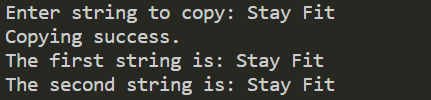 Enter string to copy: Stay Fit
Copying success.
The first string is: Stay Fit
The second string is: Stay Fit